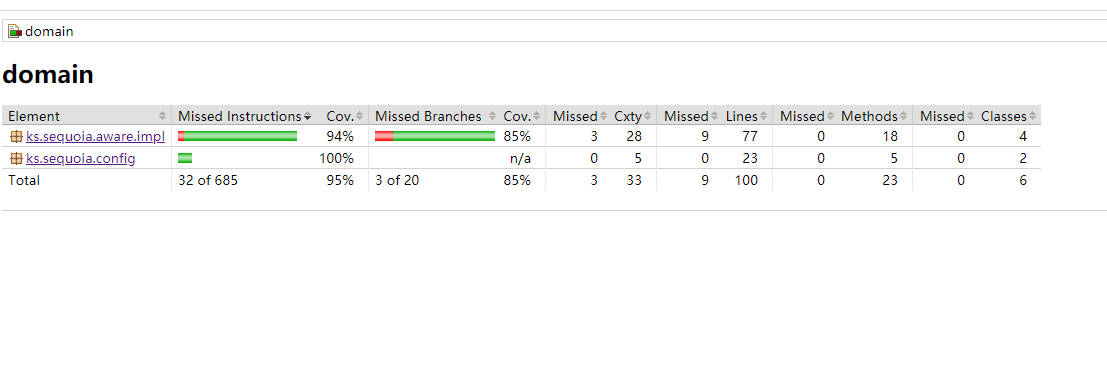 domain
domain
Element Missed Instructions Cov. Missed Branches Cov. Missed Cxty Missed Lines Missed Methods Missed Classes
ks.sequoia.aware.impl 94% 85% 3 28 9 77 0 18 0 4
ks.sequoia.config 100% n/a 0 5 0 23 0 5 0 2
Total 32 of 685 95% 3 of 20 85% 3 33 9 100 0 23 0 6